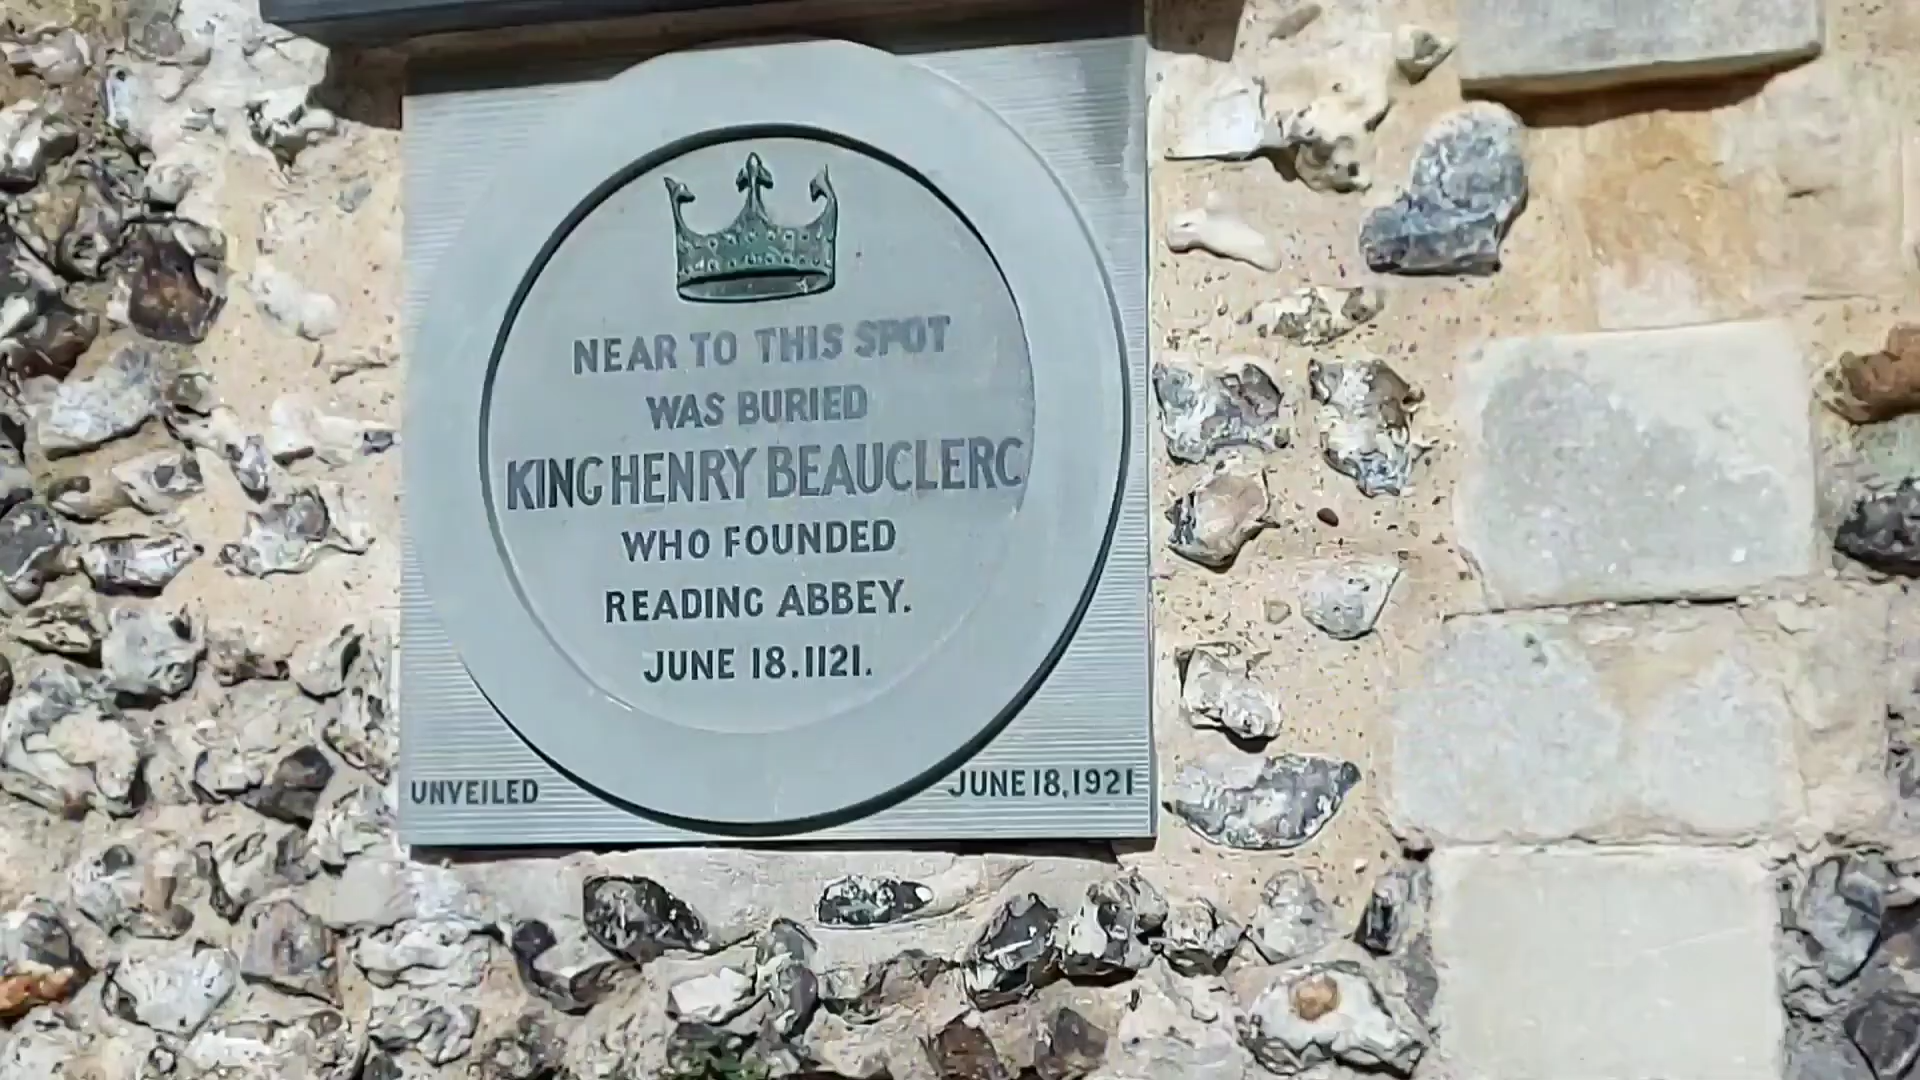 NEAR TO THIS SPOT
WAS BURIED
KING HENRY BEAUCLERC
WHO FOUNDED
READING ABBEY.
JUNE 18.1121.
UNVEILED JUNE 18,1921